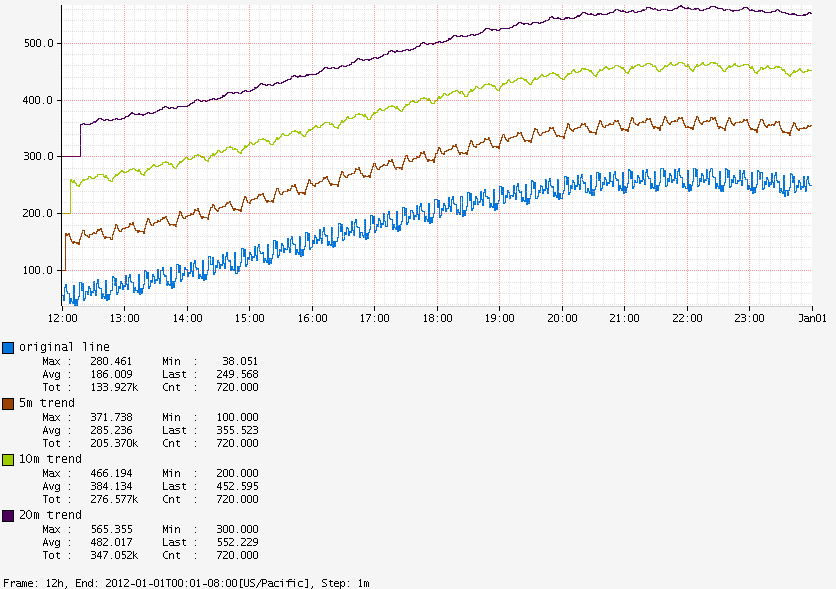 500.0
400.0
300.0
200.0
100.0
12:00 13:00 14:00 15:00 16:00 17:00 18:00 19:00 20:00 21:00 22:00 23:00 Jan01
original line
Max : 280.461 Min : 38.051
Avg : 186.009 Last : 249.568
Tot : 133.927k Cnt : 720.000
5m trend
Max : 371.738 Min : 100.000
Avg : 285.236 Last : 355.523
Tot : 205.370k Cnt : 720.000
10m trend
Max : 466.194 Min : 200.000
Avg : 384.134 Last : 452.595
Tot : 276.577k Cnt : 720.000
20m trend
Max : 565.355 Min : 300.000
Avg : 482.017 Last : 552.229
Tot : 347.052k Cnt : 720.000
Frame: 12h, End: 2012-01-01T00:01-08:00[US/Pacific], Step: 1m